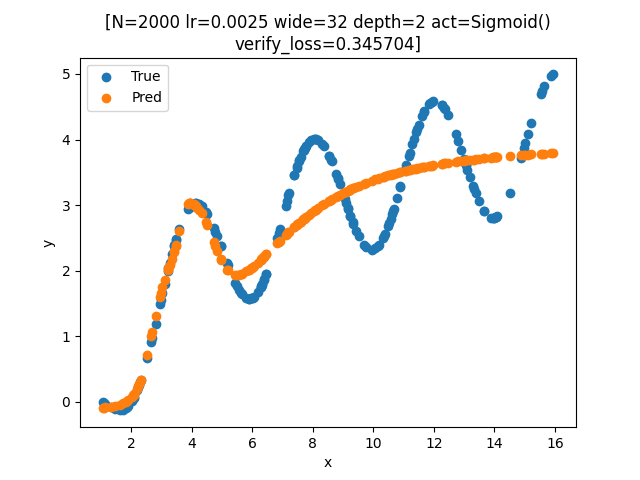 [N=2000 lr=0.0025 wide=32 depth=2 act=Sigmoid()
verify_loss=0.345704]
True
Pred
5
4
3
2
1
0
y
2 4 6 8 10 12 14 16
x